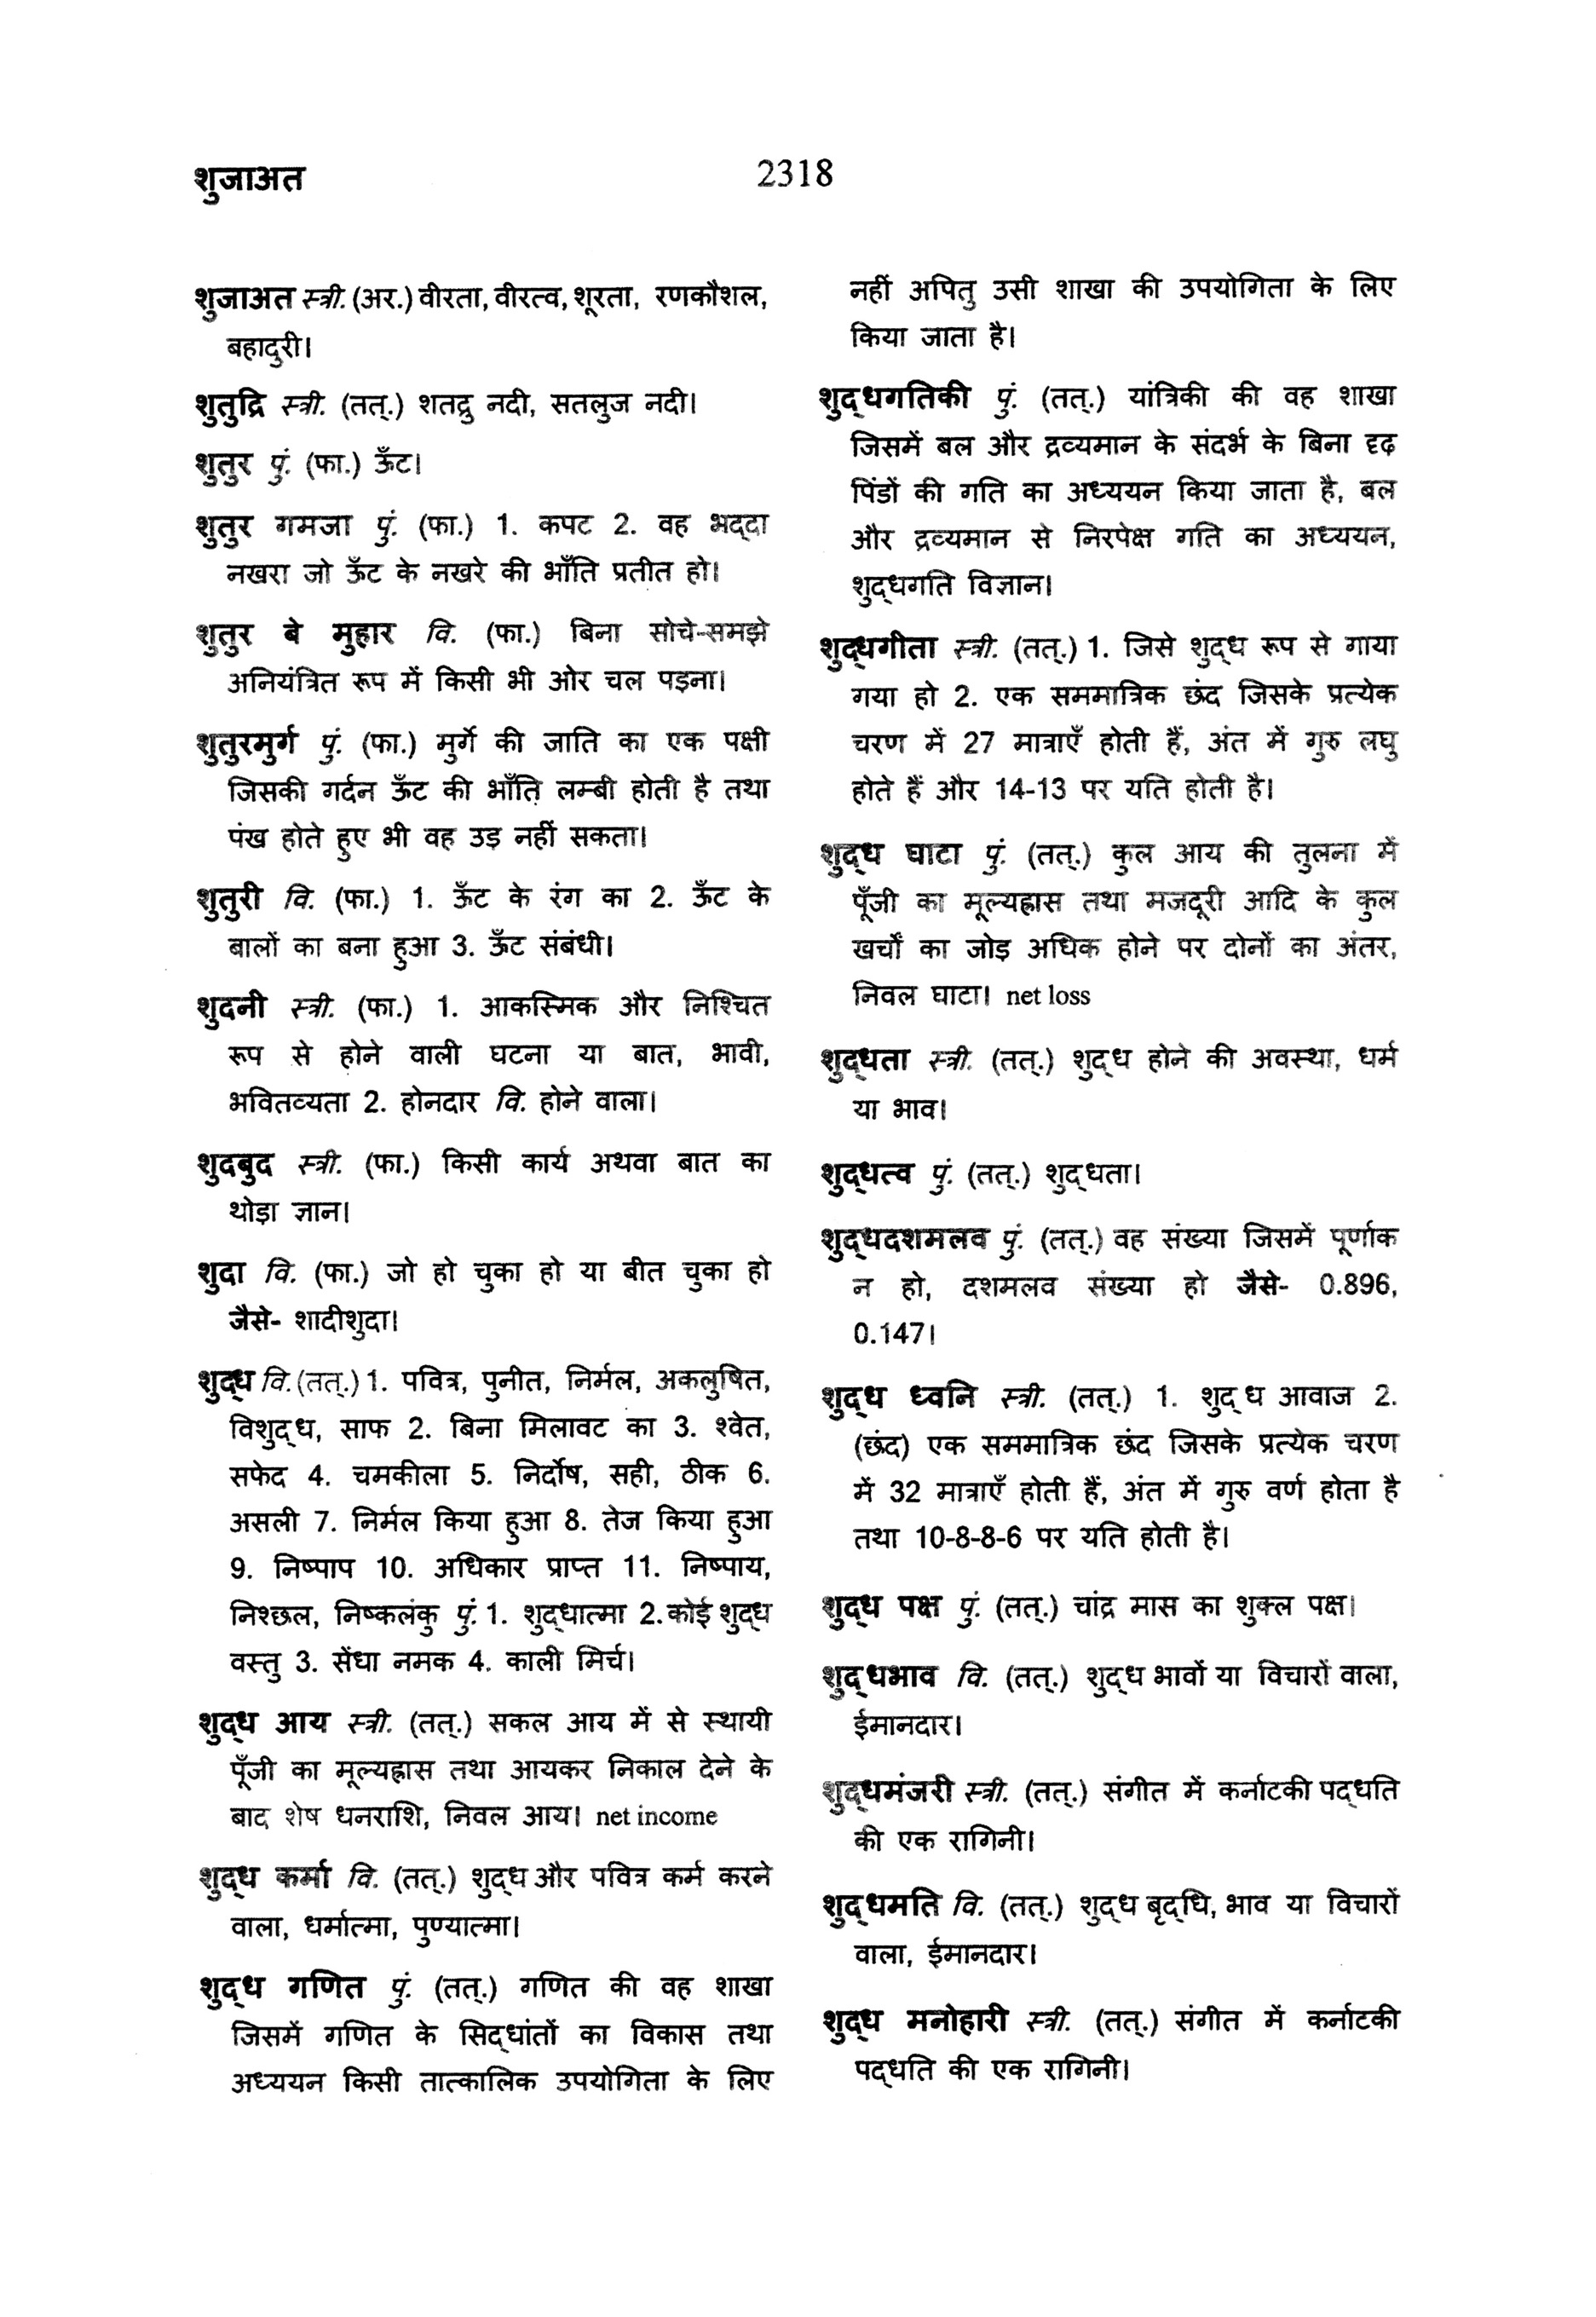 शुजाअत
2318
शुजाअत स्त्री. (अर.) वीरता, वीरत्व, शूरता, रणकौशल,
बहादुरी।
शुतुद्रि स्त्री. (तत्.) शतद्रु नदी, सतलुज नदी।
शुतुर पुं. (फा.) ऊँट।
शुतुर गमजा पुं. (फा.) 1. कपट 2. वह भद्दा
नखरा जो ऊँट के नखरे की भाँति प्रतीत हो।
शुतुर बे मुहार वि. (फा.) बिना सोचे-समझे
अनियंत्रित रूप में किसी भी ओर चल पड़ना।
शुतुरमुर्ग पुं. (फा.) मुर्गे की जाति का एक पक्षी
जिसकी गर्दन ऊँट की भाँति लम्बी होती है तथा
पंख होते हुए भी वह उड़ नहीं सकता।
शुतुरी वि. (फा.) 1. ऊँट के रंग का 2. ऊँट के
बालों का बना हुआ 3. ऊँट संबंधी।
शुदनी स्त्री. (फा.) 1. आकस्मिक और निश्चित
रूप से होने वाली घटना या बात, भावी,
भवितव्यता 2. होनदार वि. होने वाला।
शुदबुद स्त्री. (फा.) किसी कार्य अथवा बात का
थोड़ा ज्ञान।
शुदा वि. (फा.) जो हो चुका हो या बीत चुका हो
जैसे- शादीशुदा।
शुद्ध वि. (तत्.) 1. पवित्र, पुनीत, निर्मल, अकलुषित,
विशुद्ध, साफ 2. बिना मिलावट का 3. श्वेत,
सफेद 4. चमकीला 5. निर्दोष, सही, ठीक 6.
असली 7. निर्मल किया हुआ 8. तेज किया हुआ
9. निष्पाप 10. अधिकार प्राप्त 11. निष्पाय,
निश्छल, निष्कलंकु पुं. 1. शुद्धात्मा 2. कोई शुद्ध
वस्तु 3. सेंधा नमक 4. काली मिर्च।
शुद्ध आय स्त्री. (तत्.) सकल आय में से स्थायी
पूँजी का मूल्यह्रास तथा आयकर निकाल देने के
बाद शेष धनराशि, निवल आय। net income
शुद्ध कर्मा वि. (तत्.) शुद्ध और पवित्र कर्म करने
वाला, धर्मात्मा, पुण्यात्मा।
शुद्ध गणित पुं. (तत्.) गणित की वह शाखा
जिसमें गणित के सिद्धांतों का विकास तथा
अध्ययन किसी तात्कालिक उपयोगिता के लिए
नहीं अपितु उसी शाखा की उपयोगिता के लिए
किया जाता है।
शुद्धगतिकी पुं. (तत्.) यांत्रिकी की वह शाखा
जिसमें बल और द्रव्यमान के संदर्भ के बिना दृढ़
पिंडों की गति का अध्ययन किया जाता है, बल
और द्रव्यमान से निरपेक्ष गति का अध्ययन,
शुद्धगति विज्ञान।
शुद्धगीता स्त्री. (तत्.) 1. जिसे शुद्ध रूप से गाया
गया हो 2. एक सममात्रिक छंद जिसके प्रत्येक
चरण में 27 मात्राएँ होती हैं, अंत में गुरु लघु
होते हैं और 14-13 पर यति होती है।
शुद्ध घाटा पुं. (तत्.) कुल आय की तुलना में
पूँजी का मूल्यह्रास तथा मजदूरी आदि के कुल
खर्चों का जोड़ अधिक होने पर दोनों का अंतर,
निवल घाटा। net loss
शुद्धता स्त्री. (तत्.) शुद्ध होने की अवस्था, धर्म
या भाव।
शुद्धत्व पुं. (तत्.) शुद्धता।
शुद्धदशमलव पुं. (तत्.) वह संख्या जिसमें पूर्णाक
न हो, दशमलव संख्या हो जैसे- 0.896,
0.147।
शुद्ध ध्वनि स्त्री. (तत्.) 1. शुद्ध आवाज 2.
(छंद) एक सममात्रिक छंद जिसके प्रत्येक चरण
में 32 मात्राएँ होती हैं, अंत में गुरु वर्ण होता है
तथा 10-8-8-6 पर यति होती है।
शुद्ध पक्ष पुं. (तत्.) चांद्र मास का शुक्ल पक्ष।
शुद्धभाव वि. (तत्.) शुद्ध भावों या विचारों वाला,
ईमानदार।
शुद्धमंजरी स्त्री. (तत्.) संगीत में कर्नाटकी पद्धति
की एक रागिनी।
शुद्धमति वि. (तत्.) शुद्ध बृद्धि, भाव या विचारों
वाला, ईमानदार।
शुद्ध मनोहारी स्त्री. (तत्.) संगीत में कर्नाटकी
पद्धति की एक रागिनी।